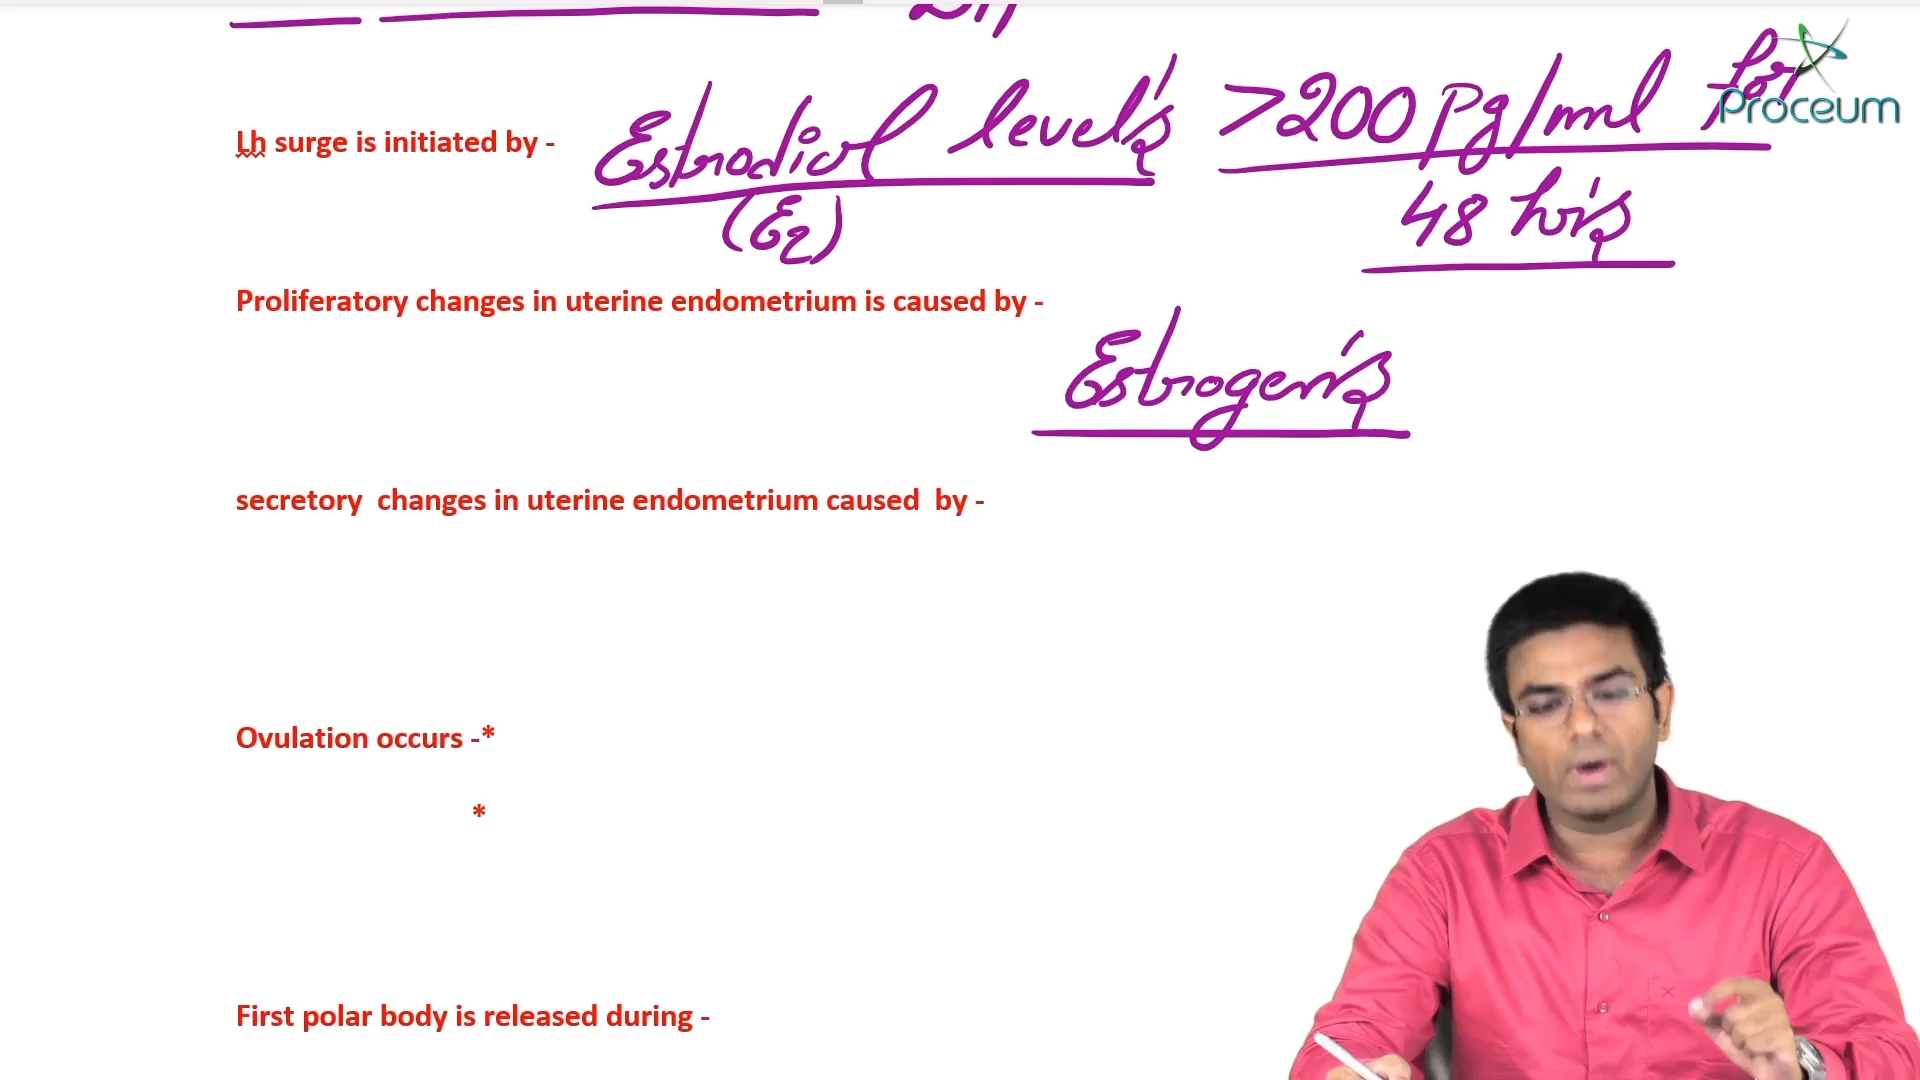 Proceum
Lh surge is initiated by - Estradiol levels >200 Pg/ml for
(E2) 48 hrs
Proliferatory changes in uterine endometrium is caused by -
Estrogens
secretory changes in uterine endometrium caused by -
Ovulation occurs -*
*
First polar body is released during -